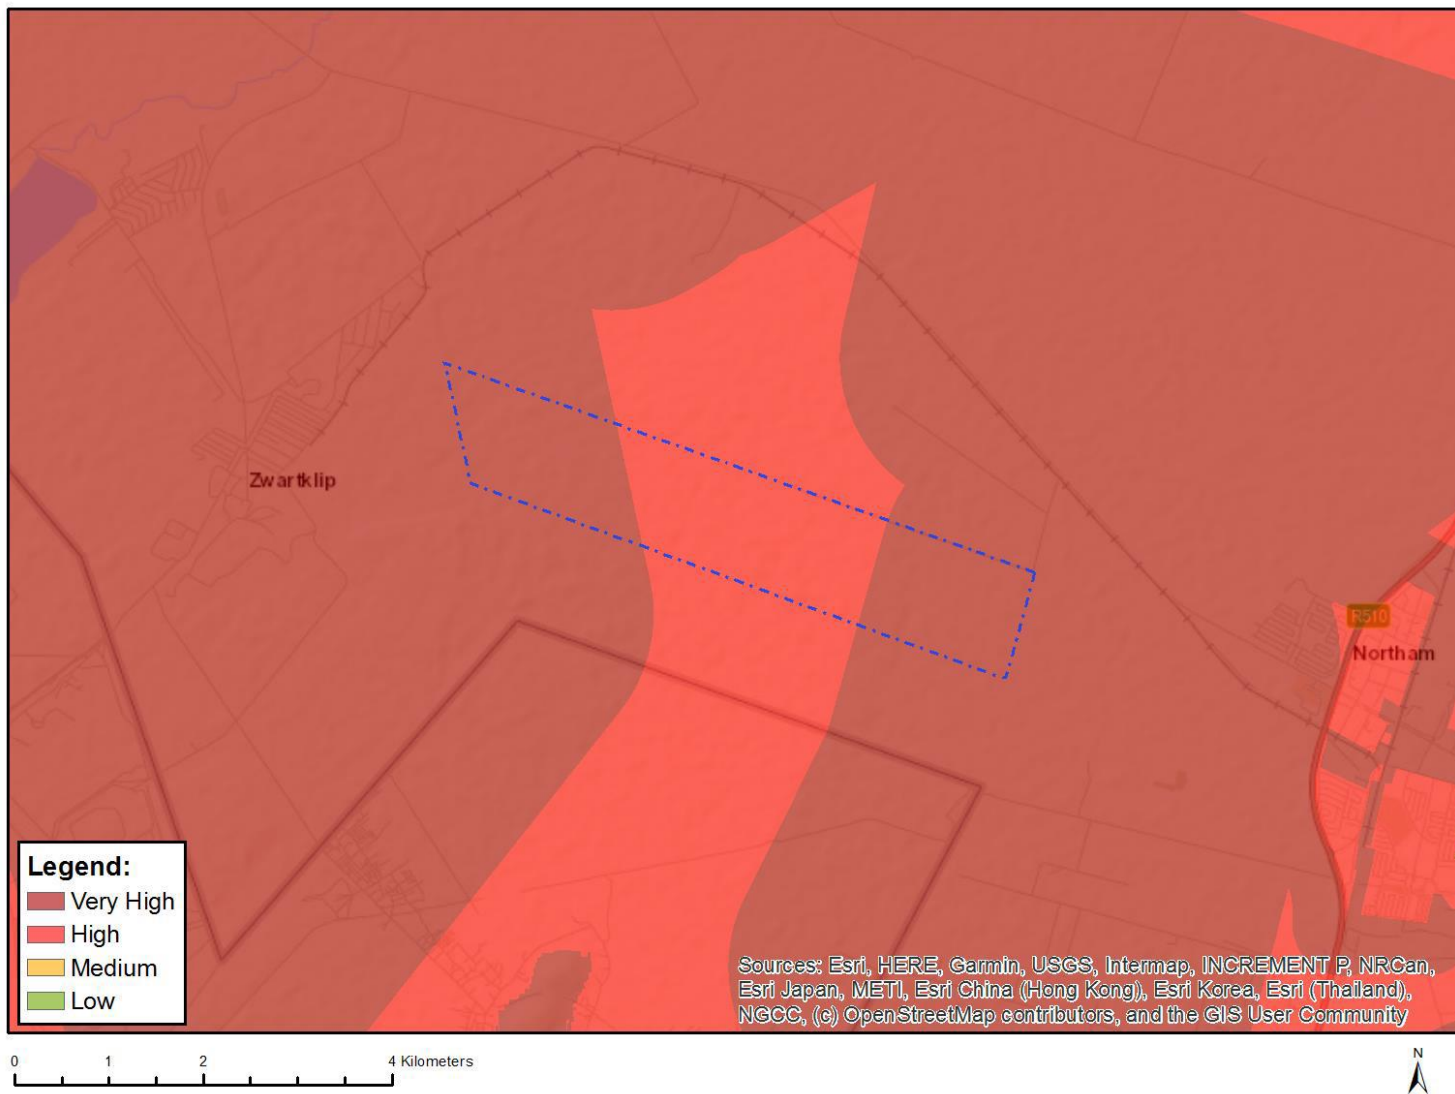 Zwartklip
R510
Northam
Legend:
Very High
High
Medium
Low
Sources: Esri, HERE, Garmin, USGS, Intermap, INCREMENT P, NRCan,
Esri Japan, METI, Esri China (Hong Kong), Esri Korea, Esri (Thailand),
NGCC, (c) OpenStreetMap contributors, and the GIS User Community
0 1 2 4 Kilometers
N